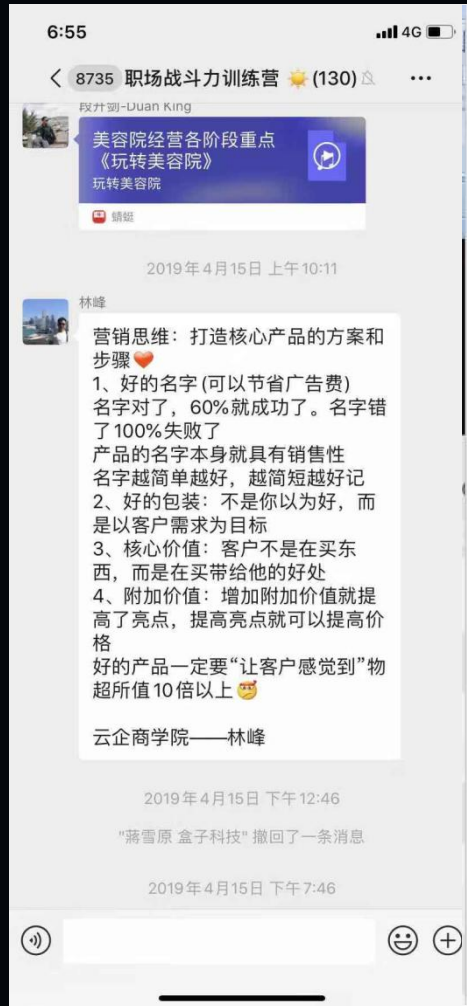 6:55
4G
8735 职场战斗力训练营 ☀️(130)
段升剑-Duan King
美容院经营各阶段重点
《玩转美容院》
玩转美容院
蜻蜓
2019年4月15日 上午10:11
林峰
营销思维：打造核心产品的方案和
步骤❤️
1、好的名字(可以节省广告费)
名字对了，60%就成功了。名字错
了100%失败了
产品的名字本身就具有销售性
名字越简单越好，越简短越好记
2、好的包装：不是你以为好，而
是以客户需求为目标
3、核心价值：客户不是在买东
西，而是在买带给他的好处
4、附加价值：增加附加价值就提
高了亮点，提高亮点就可以提高价
格
好的产品一定要“让客户感觉到”物
超所值10倍以上🤕
云企商学院——林峰
2019年4月15日 下午12:46
"蒋雪原 盒子科技" 撤回了一条消息
2019年4月15日 下午7:46